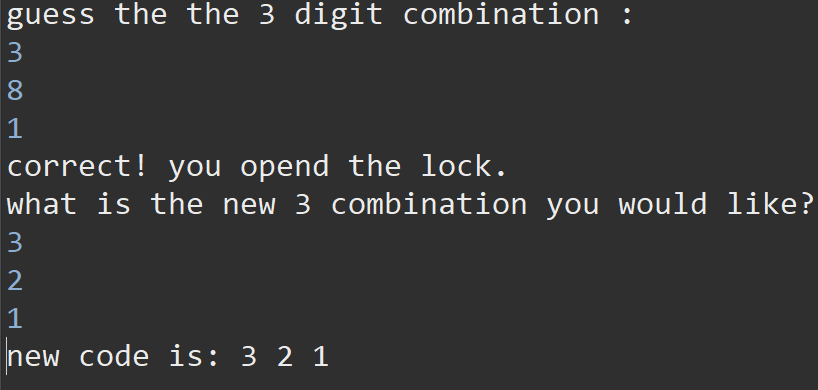 guess the the 3 digit combination :
3
8
1
correct! you opend the lock.
what is the new 3 combination you would like?
3
2
1
new code is: 3 2 1